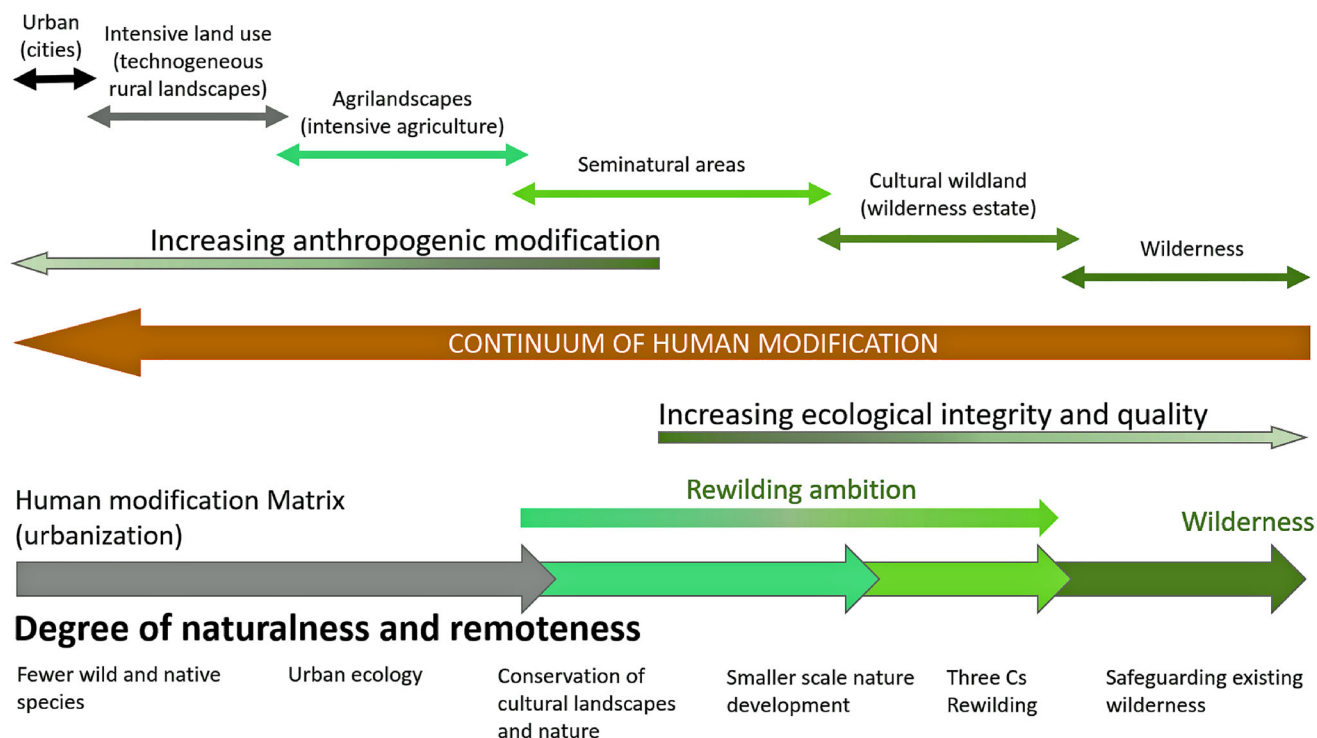 Urban
(cities)
Intensive land use
(technogeneous
rural landscapes)
Agrilandscapes
(intensive agriculture)
Seminatural areas
Cultural wildland
(wilderness estate)
Wilderness
Increasing anthropogenic modification
CONTINUUM OF HUMAN MODIFICATION
Increasing ecological integrity and quality
Human modification Matrix
(urbanization)
Rewilding ambition
Wilderness
Degree of naturalness and remoteness
Fewer wild and native
species
Urban ecology
Conservation of
cultural landscapes
and nature
Smaller scale nature
development
Three Cs
Rewilding
Safeguarding existing
wilderness